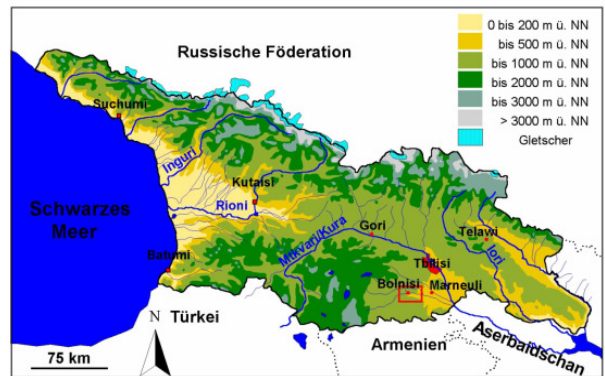 Russische Föderation
0 bis 200 m ü. NN
bis 500 m ü. NN
bis 1000 m ü. NN
bis 2000 m ü. NN
bis 3000 m ü. NN
> 3000 m ü. NN
Gletscher
Suchumi
Inguri
Kutaisi
Rioni
Schwarzes
Meer
Gori
Telawi
Mtkvari/Kura
Iori
Batumi
Tbilisi
Bolnisi
Marneuli
N
Türkei
Armenien
Aserbaidschan
75 km